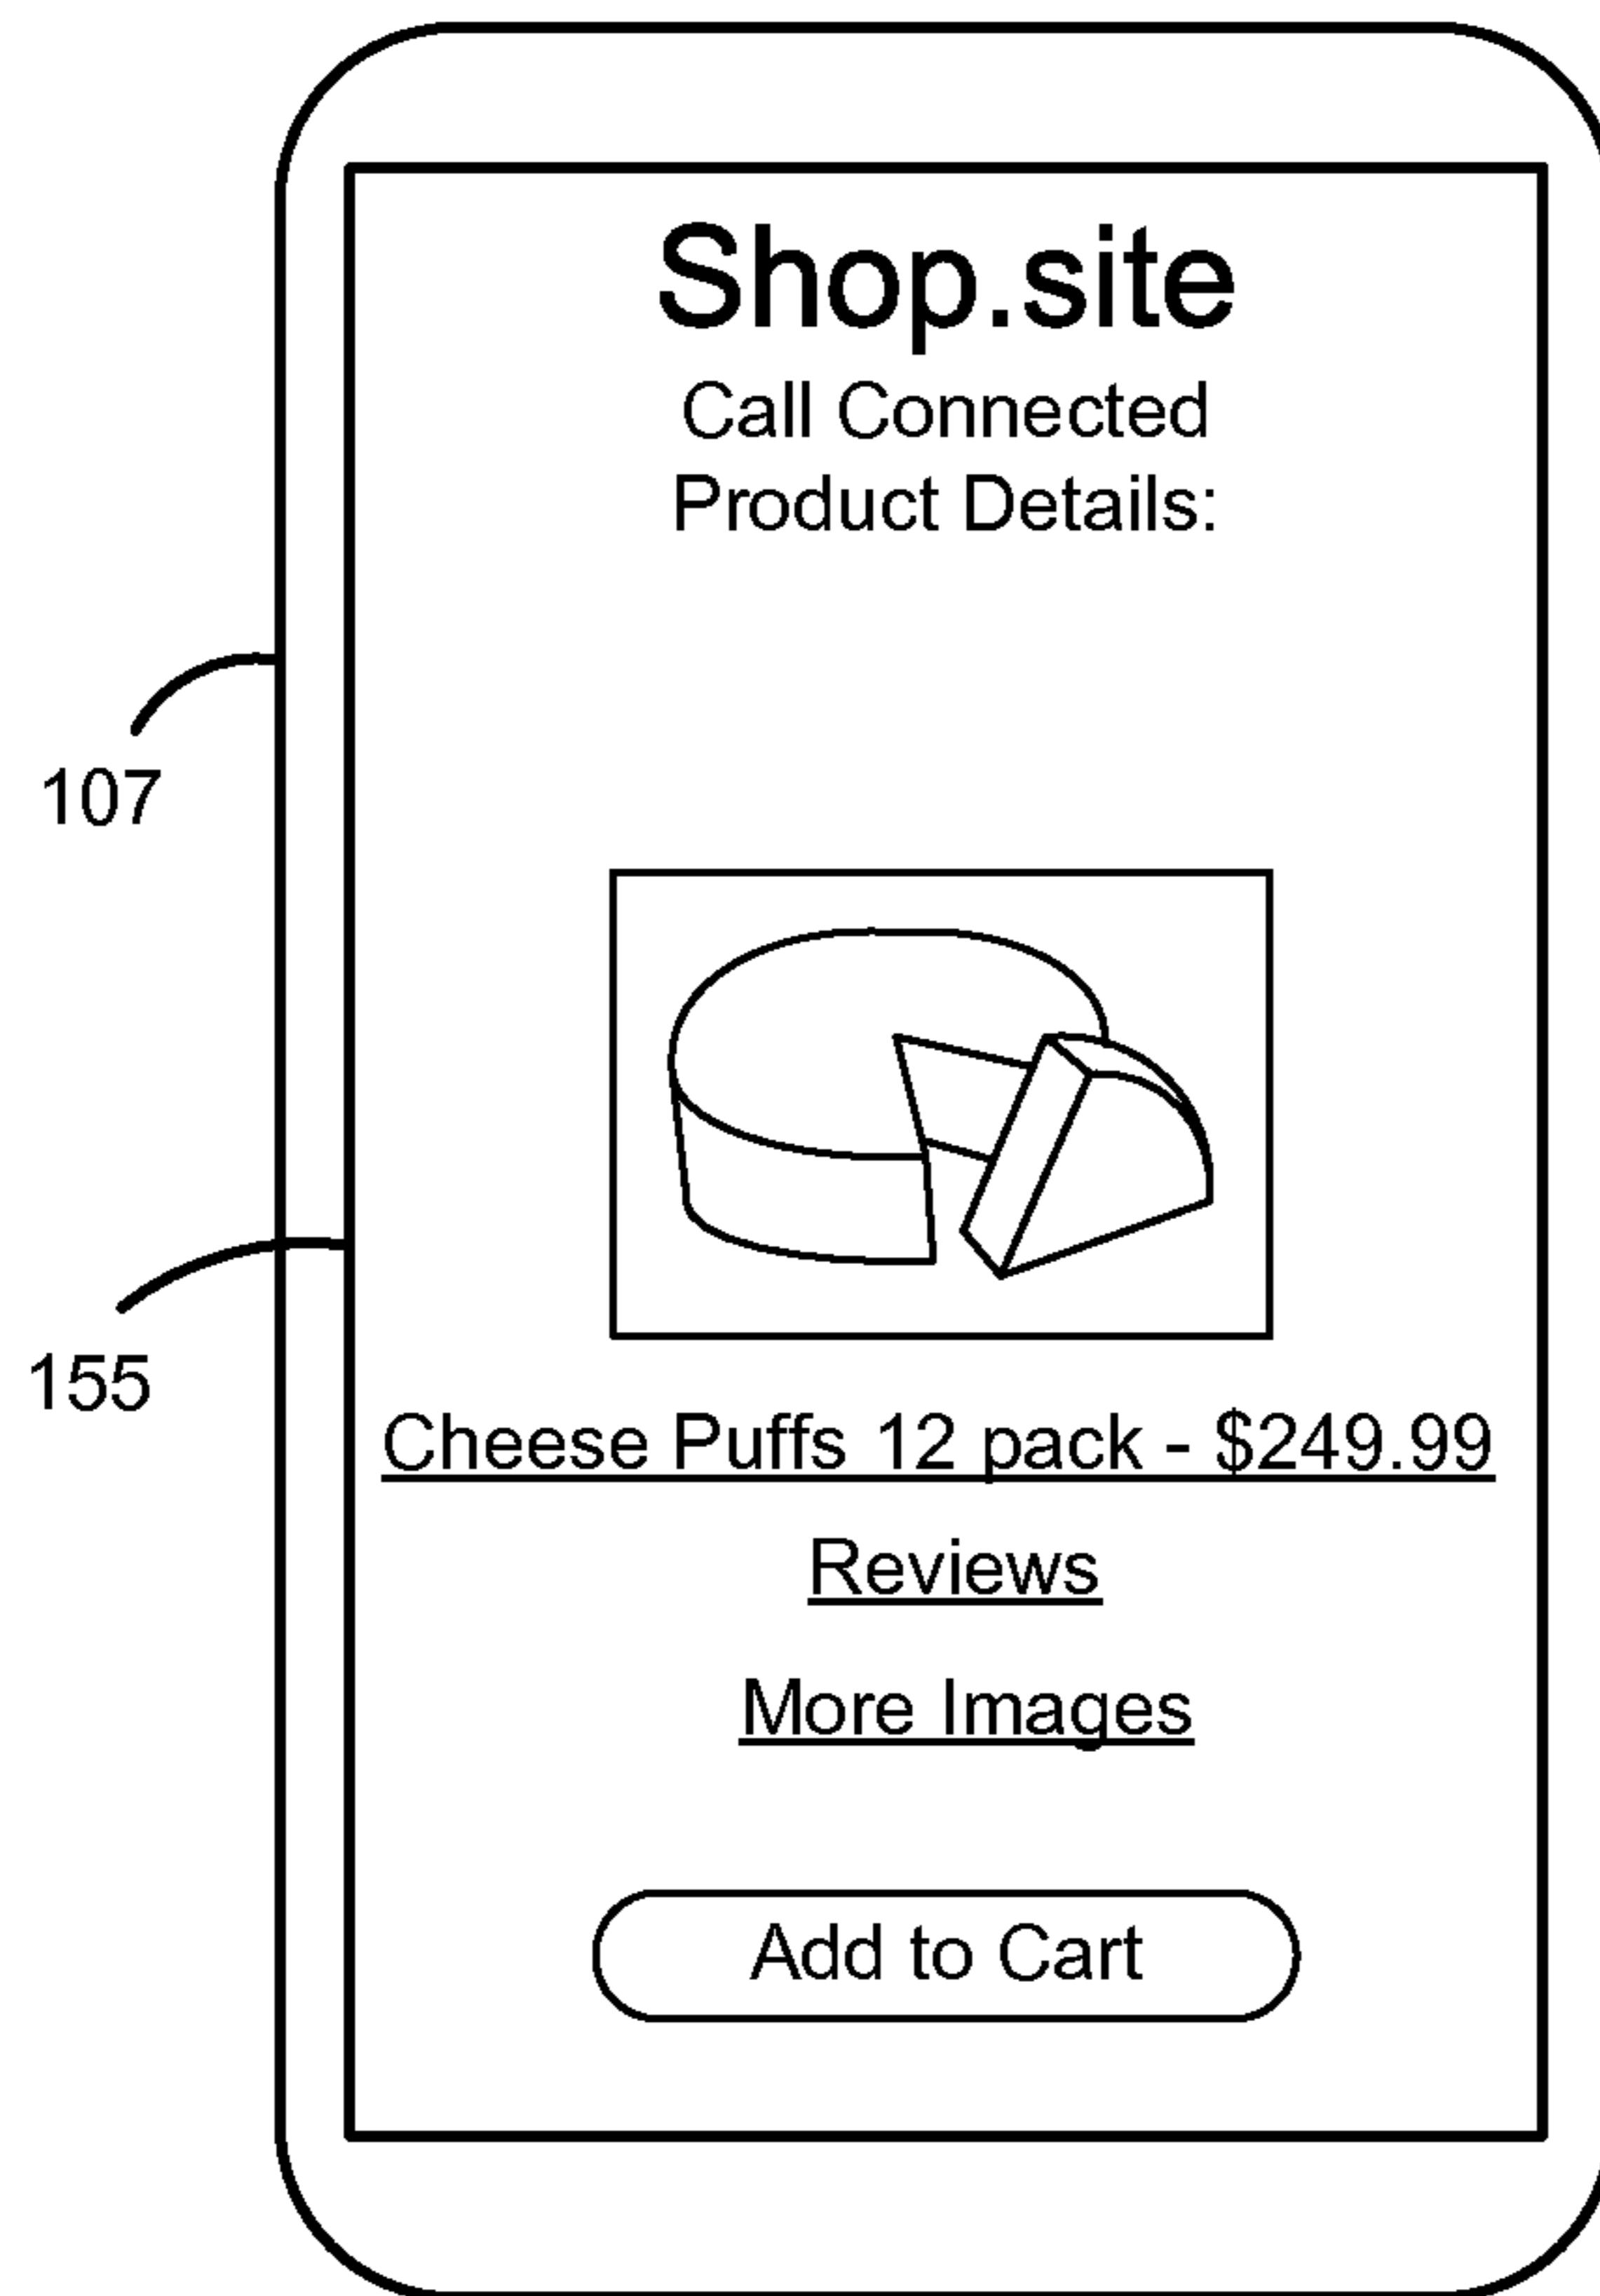 Shop.site
Call Connected
Product Details:
107
155
Cheese Puffs 12 pack - $249.99
Reviews
More Images
Add to Cart